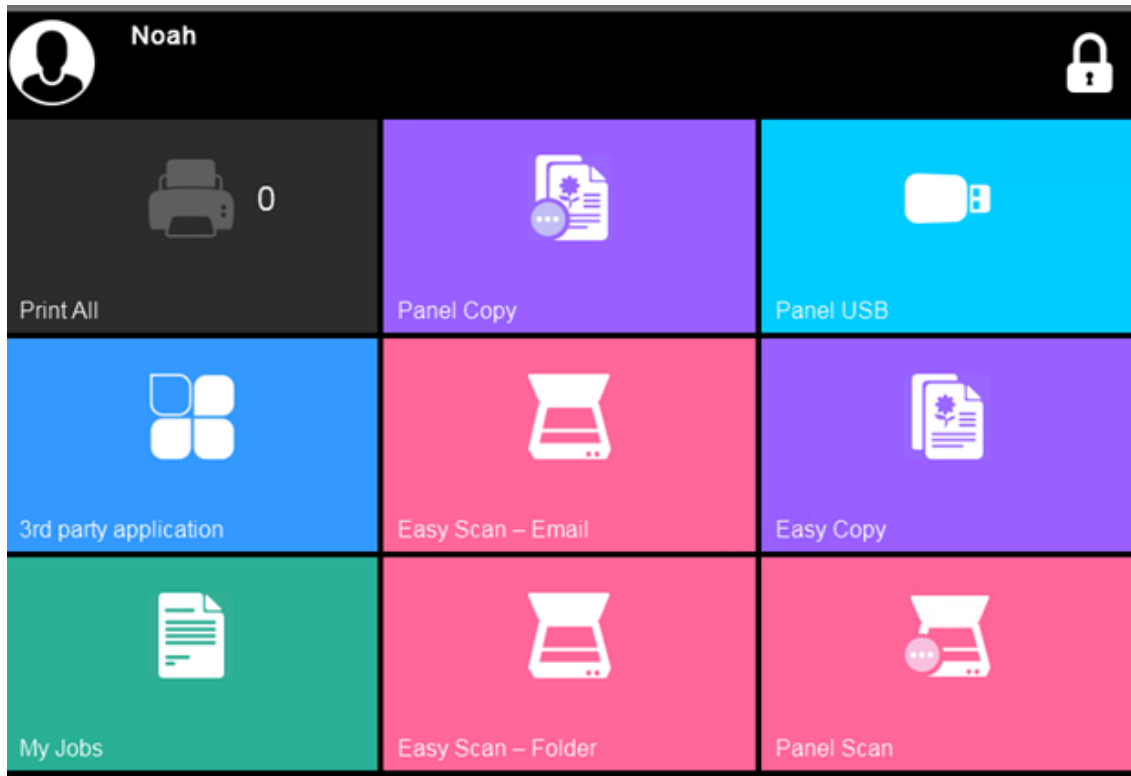 Noah
0
Print All
Panel Copy
Panel USB
3rd party application
Easy Scan – Email
Easy Copy
My Jobs
Easy Scan – Folder
Panel Scan